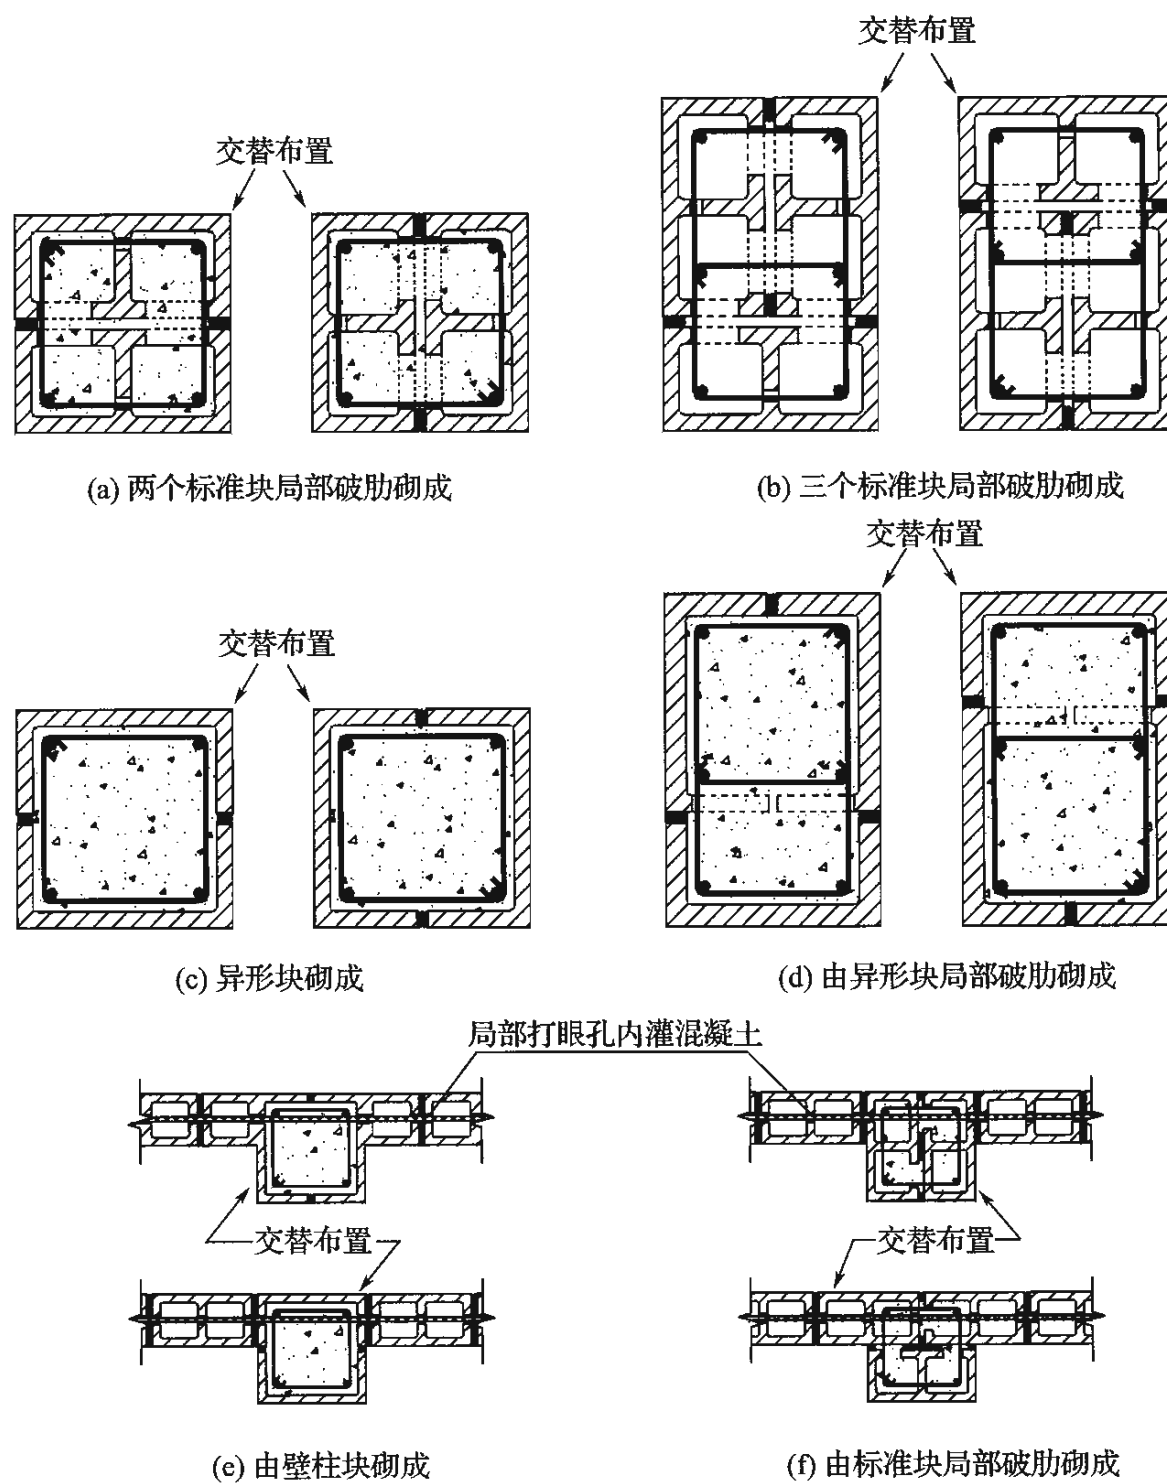 交替布置
交替布置
(a) 两个标准块局部破肋砌成
(b) 三个标准块局部破肋砌成
交替布置
交替布置
(c) 异形块砌成
(d) 由异形块局部破肋砌成
局部打眼孔内灌混凝土
交替布置
交替布置
(e) 由壁柱块砌成
(f) 由标准块局部破肋砌成